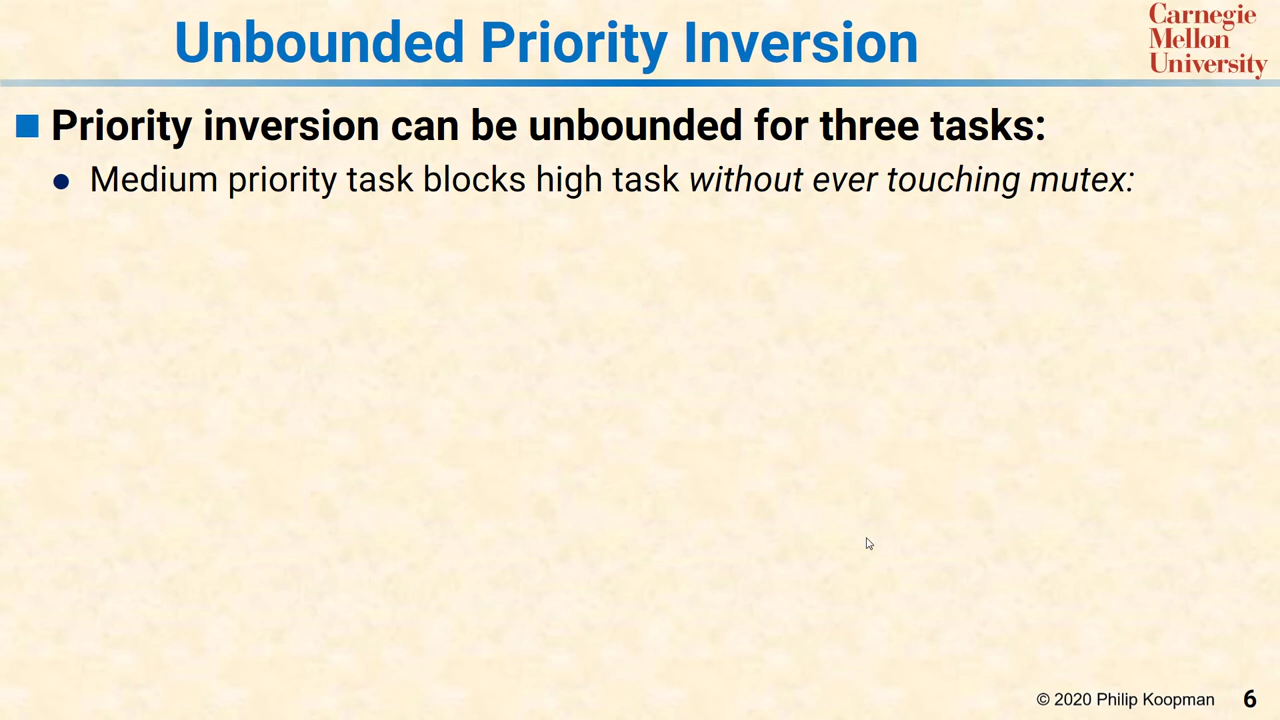 Unbounded Priority Inversion
Carnegie
Mellon
University
Priority inversion can be unbounded for three tasks:
Medium priority task blocks high task without ever touching mutex:
© 2020 Philip Koopman 6